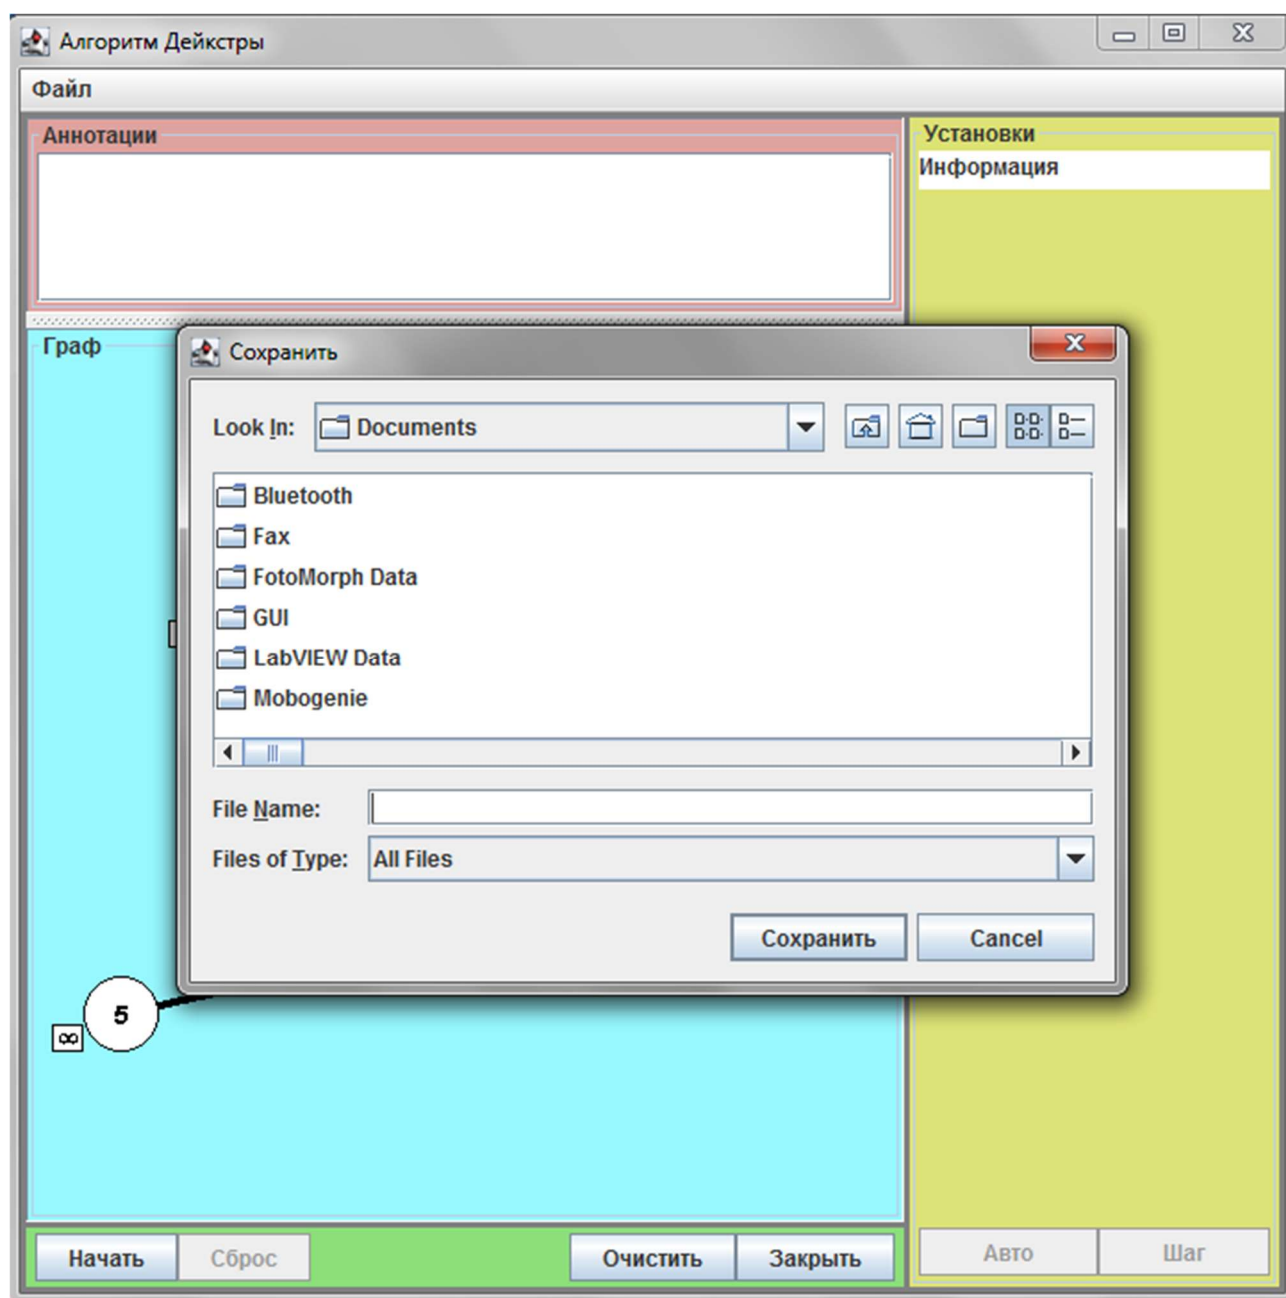 Алгоритм Дейкстры
Файл
Аннотации
Установки
Информация
Граф
Сохранить
Look In: Documents
Bluetooth
Fax
FotoMorph Data
GUI
LabVIEW Data
Mobogenie
File Name:
Files of Type: All Files
Сохранить Cancel
5
∞
Начать Сброс Очистить Закрыть Авто Шаг